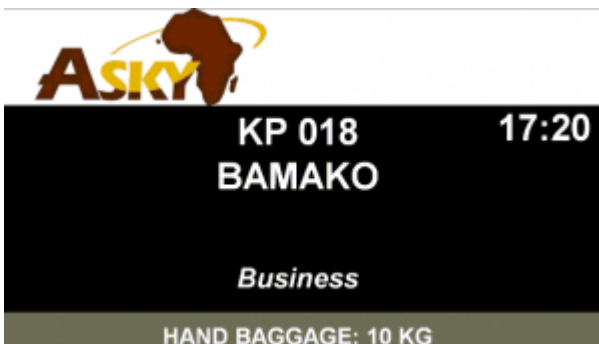 ASKY
KP 018 17:20
BAMAKO
Business
HAND BAGGAGE: 10 KG